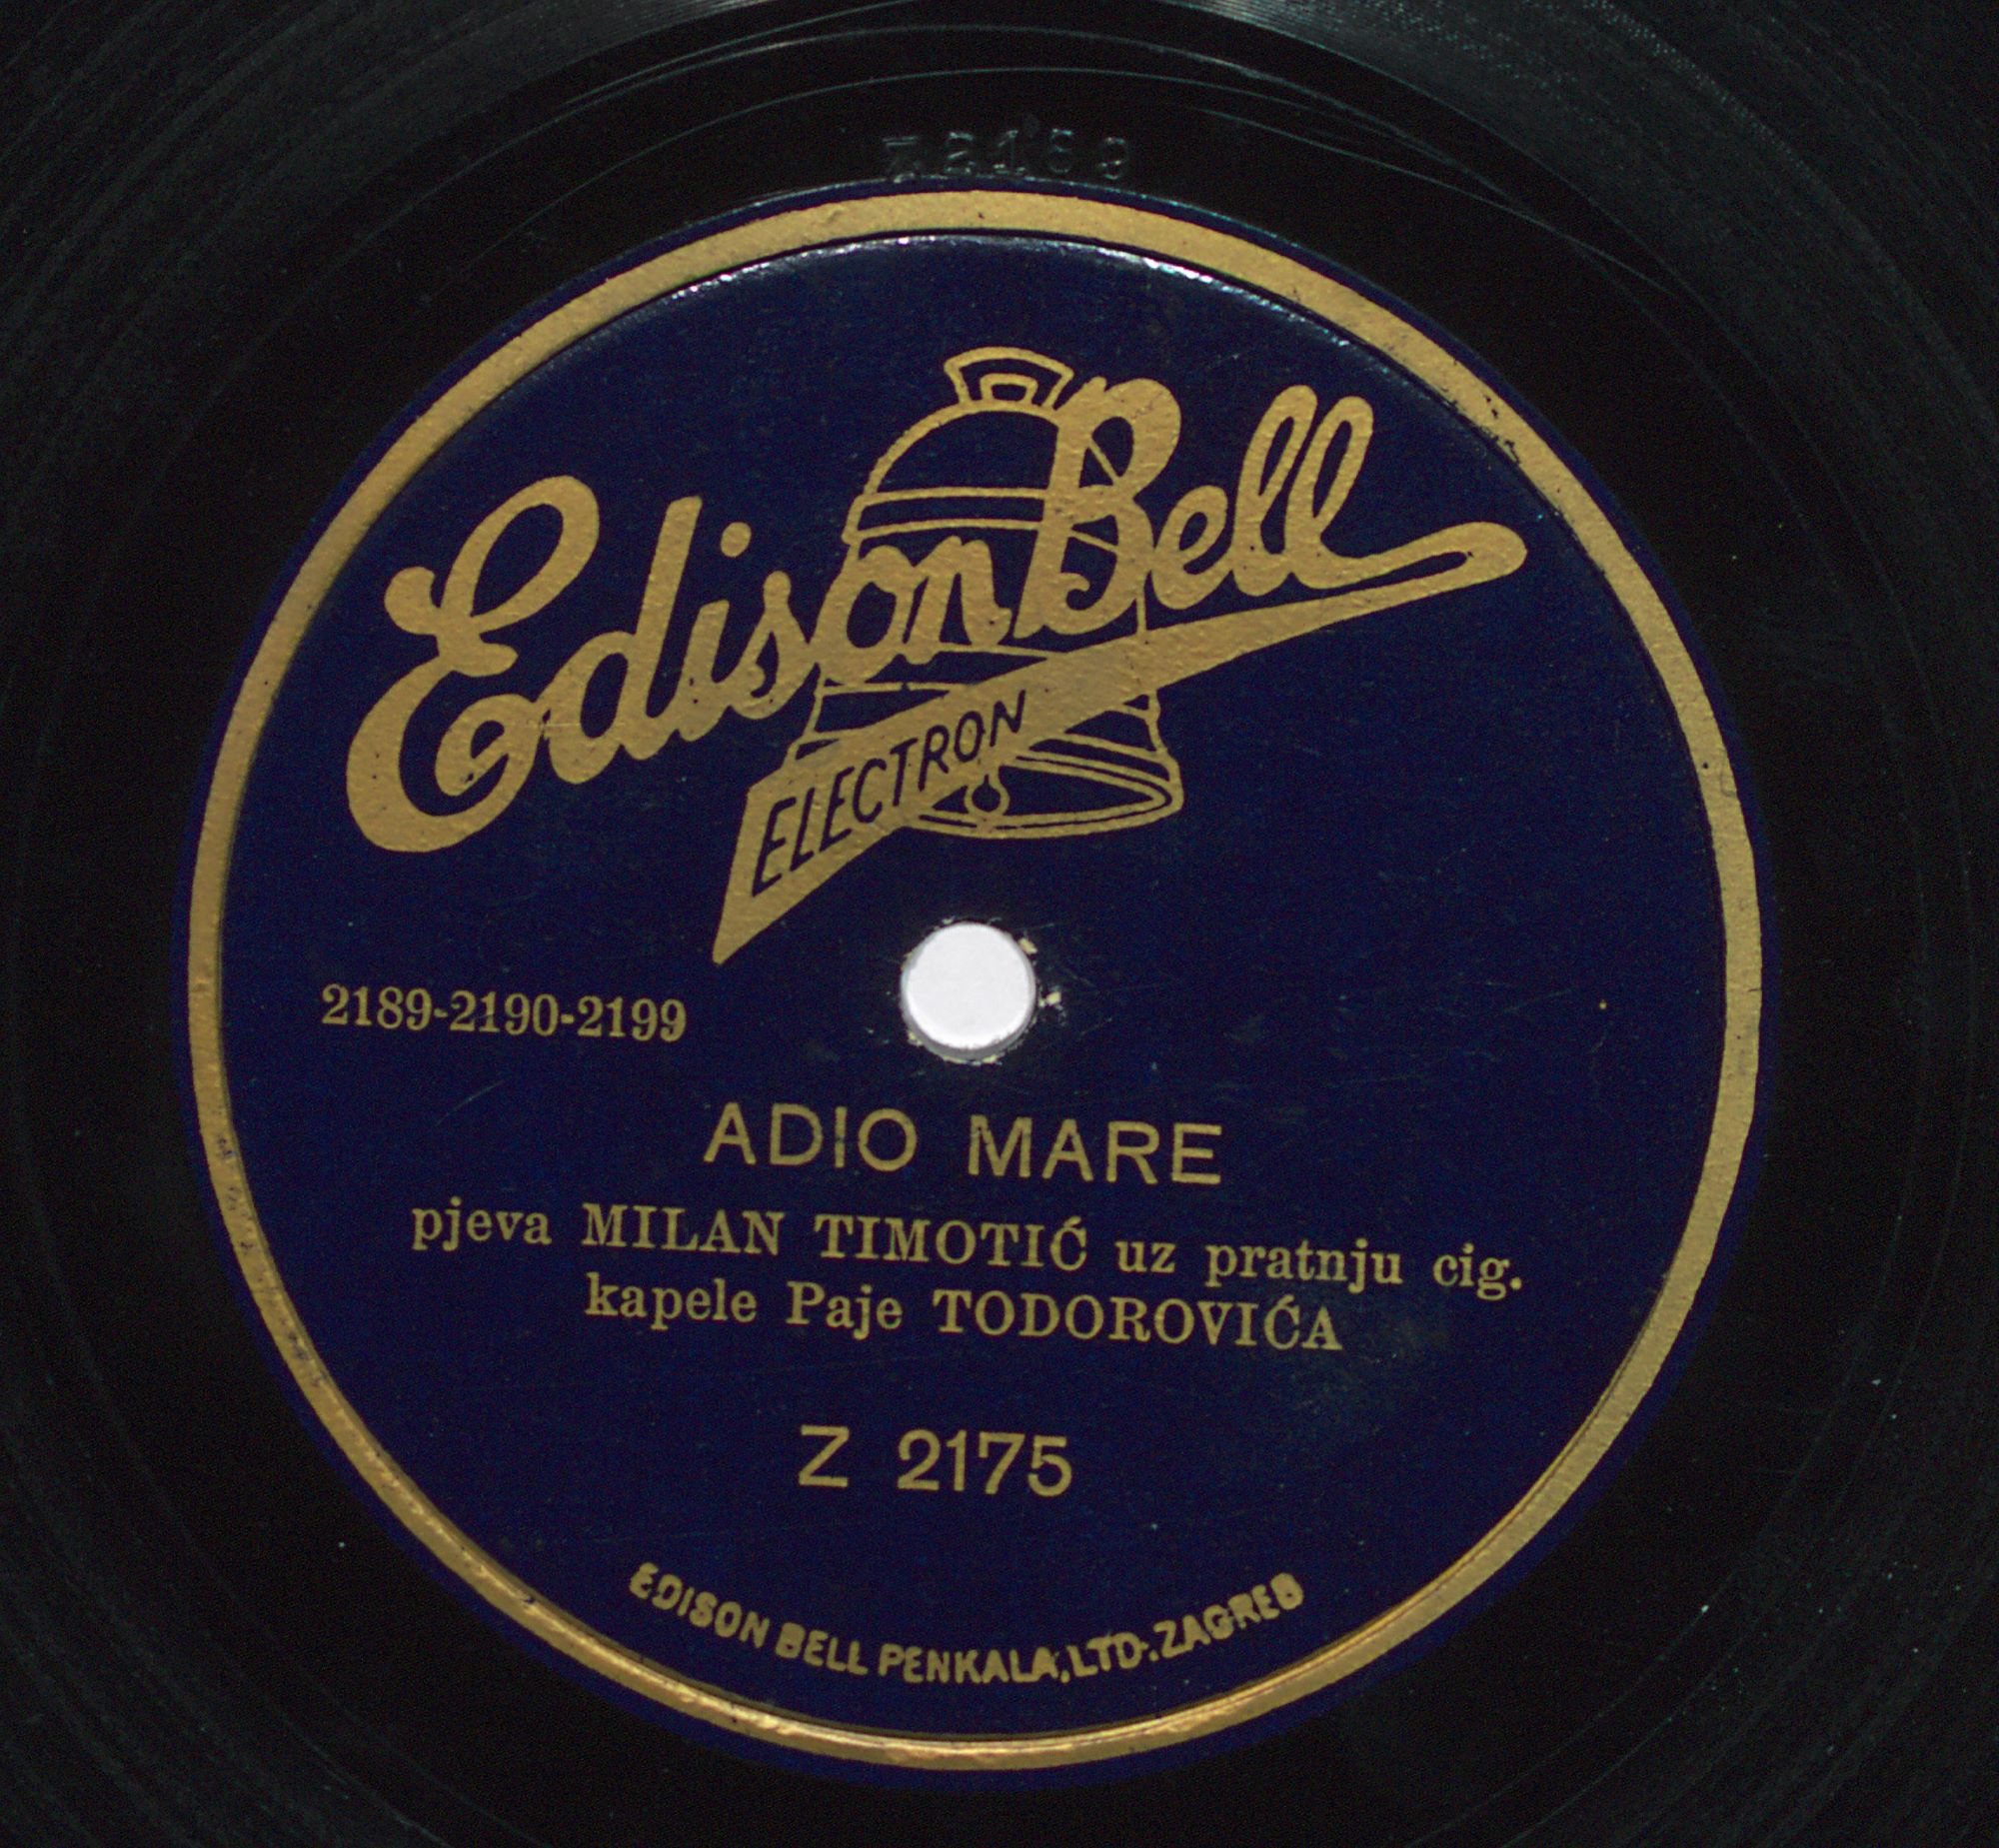 Z2159
Edison Bell
ELECTRON
2189-2190-2199
ADIO MARE
pjeva MILAN TIMOTIĆ uz pratnju cig.
kapele Paje TODOROVIĆA
Z 2175
EDISON BELL PENKALA, LTD. ZAGREB